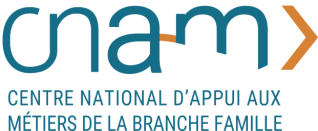 cnam
CENTRE NATIONAL D'APPUI AUX
MÉTIERS DE LA BRANCHE FAMILLE